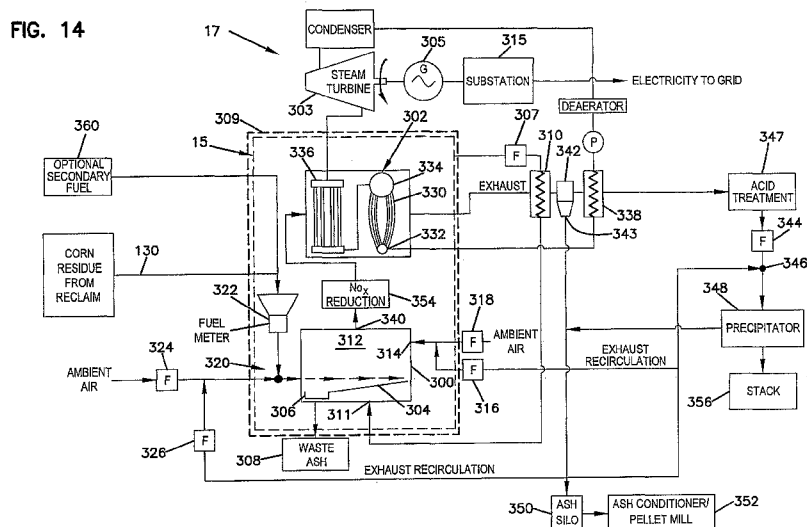 FIG. 14
17
CONDENSER
STEAM
TURBINE
303
305
G
315
SUBSTATION
ELECTRICITY TO GRID
DEAERATOR
P
309
15
302
336
334
330
332
307
F
310
342
EXHAUST
343
338
347
ACID
TREATMENT
344
F
346
348
PRECIPITATOR
356
STACK
360
OPTIONAL
SECONDARY
FUEL
CORN
RESIDUE
FROM
RECLAIM
130
322
FUEL
METER
NOx
REDUCTION
354
340
312
314
318
F
AMBIENT
AIR
300
F
316
EXHAUST
RECIRCULATION
AMBIENT
AIR
324
F
320
306
304
311
326
F
308
WASTE
ASH
EXHAUST RECIRCULATION
350
ASH
SILO
ASH CONDITIONER/
PELLET MILL
352